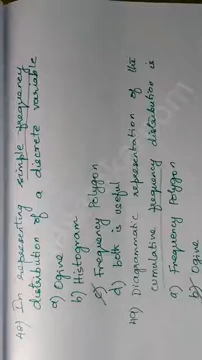 48) In representing simple frequency
distribution of a discrete variable
a) Ogive
b) Histogram
c) Frequency Polygon
d) both is useful
49) Diagrammatic representation of the
cumulative frequency distribution is
a) Frequency Polygon
b) Ogive